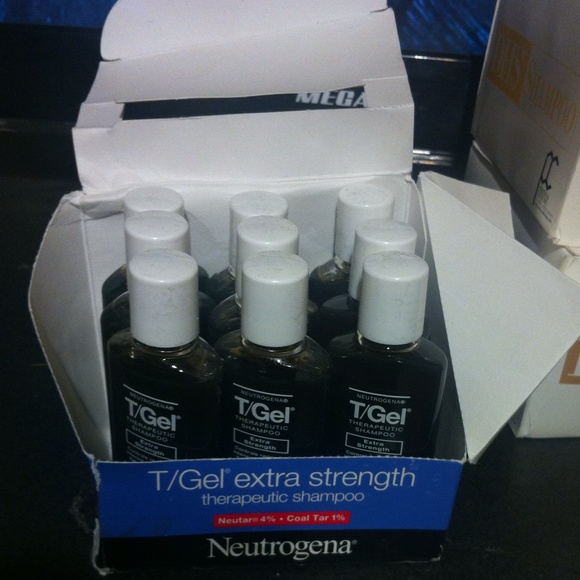 MEGA
AHS
NEUTROGENA®
T/Gel®
THERAPEUTIC
SHAMPOO
Extra
Strength
NEUTROGENA®
T/Gel®
THERAPEUTIC
SHAMPOO
Extra
Strength
NEUTROGENA®
T/Gel®
THERAPEUTIC
SHAMPOO
Extra
Strength
T/Gel® extra strength
therapeutic shampoo
Neutar® 4% • Coal Tar 1%
Neutrogena®